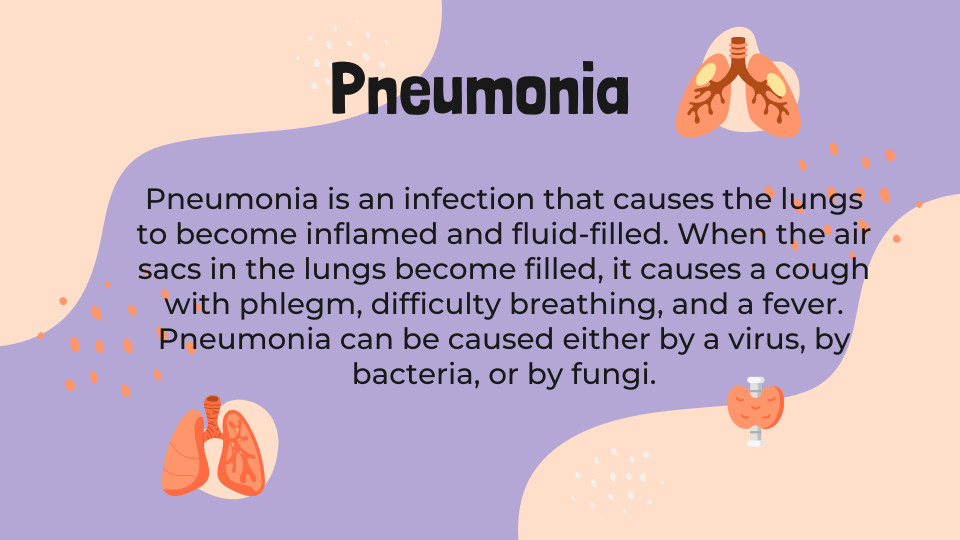 Pneumonia
Pneumonia is an infection that causes the lungs
to become inflamed and fluid-filled. When the air
sacs in the lungs become filled, it causes a cough
with phlegm, difficulty breathing, and a fever.
Pneumonia can be caused either by a virus, by
bacteria, or by fungi.